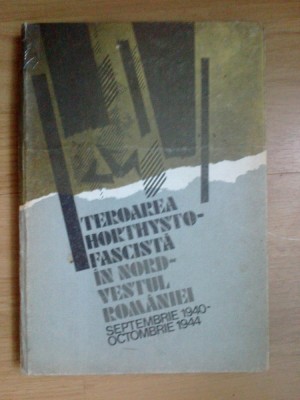 TEROAREA
HORTHYSTO-
FASCISTĂ
ÎN NORD-
VESTUL
ROMÂNIEI
SEPTEMBRIE 1940-
OCTOMBRIE 1944